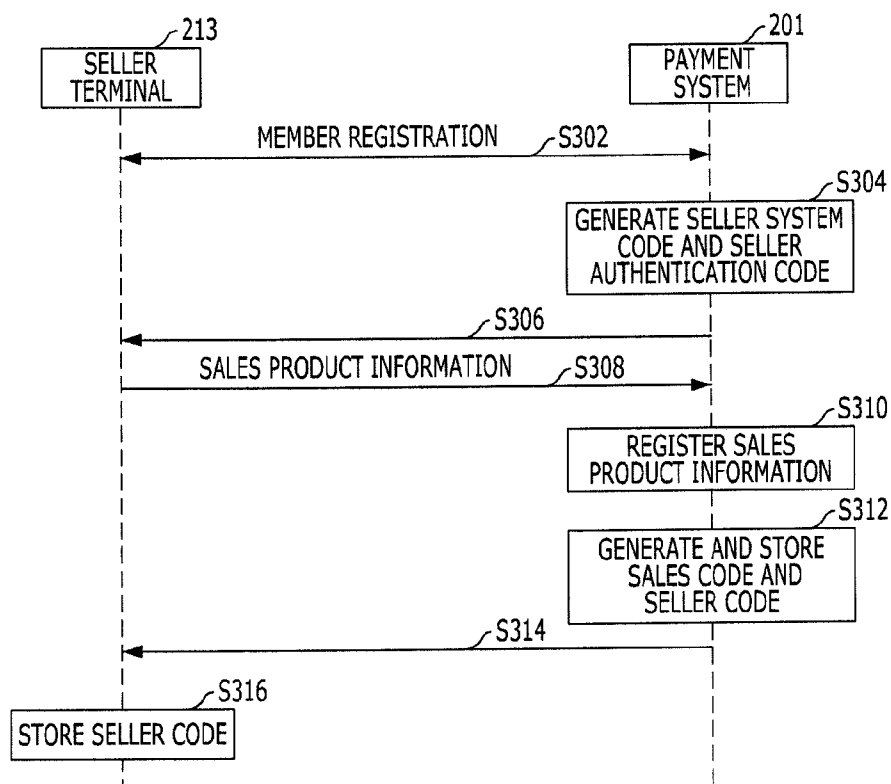 213
SELLER
TERMINAL
201
PAYMENT
SYSTEM
MEMBER REGISTRATION
S302
S304
GENERATE SELLER SYSTEM
CODE AND SELLER
AUTHENTICATION CODE
S306
SALES PRODUCT INFORMATION
S308
S310
REGISTER SALES
PRODUCT INFORMATION
S312
GENERATE AND STORE
SALES CODE AND
SELLER CODE
S314
S316
STORE SELLER CODE